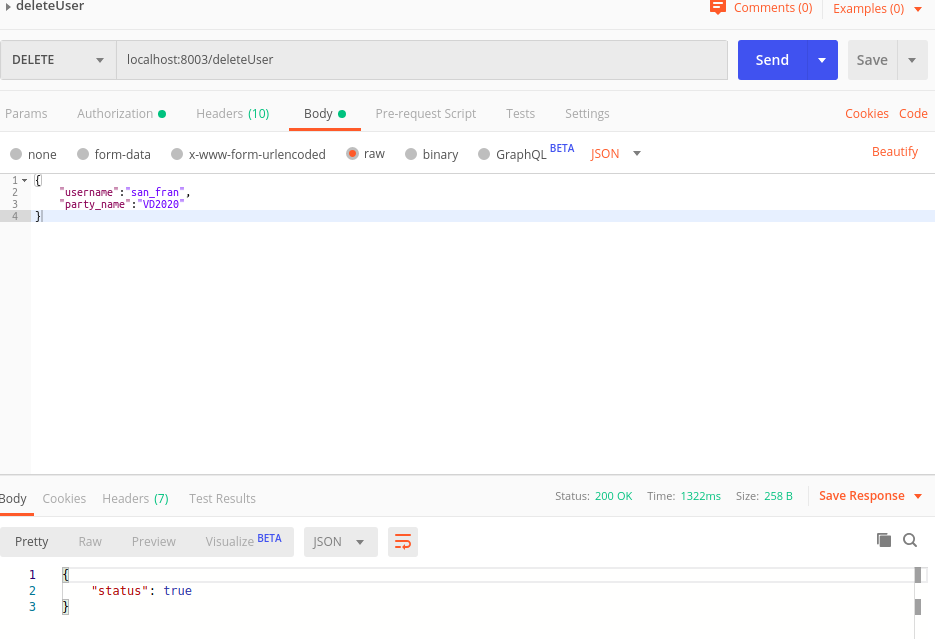 deleteUser Comments (0) Examples (0)
DELETE localhost:8003/deleteUser Send Save
Params Authorization Headers (10) Body Pre-request Script Tests Settings Cookies Code
none form-data x-www-form-urlencoded raw binary GraphQL BETA JSON Beautify
1 {
2 "username":"san_fran",
3 "party_name":"VD2020"
4 }
Body Cookies Headers (7) Test Results Status: 200 OK Time: 1322ms Size: 258 B Save Response
Pretty Raw Preview Visualize BETA JSON
1 {
2 "status": true
3 }